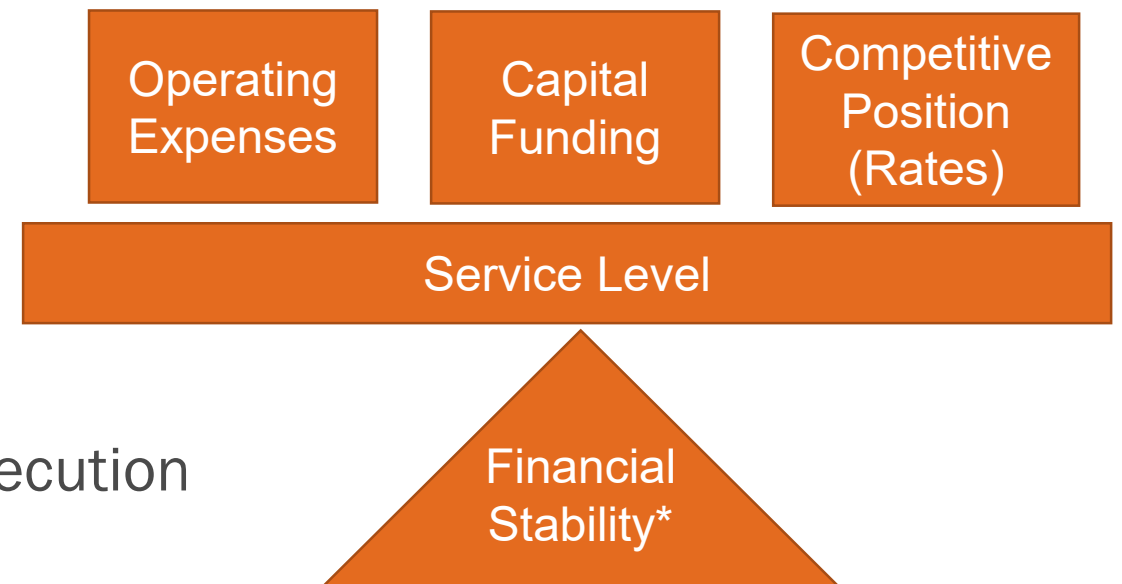 Operating
Expenses
Capital
Funding
Competitive
Position
(Rates)
Service Level
ecution
Financial
Stability*